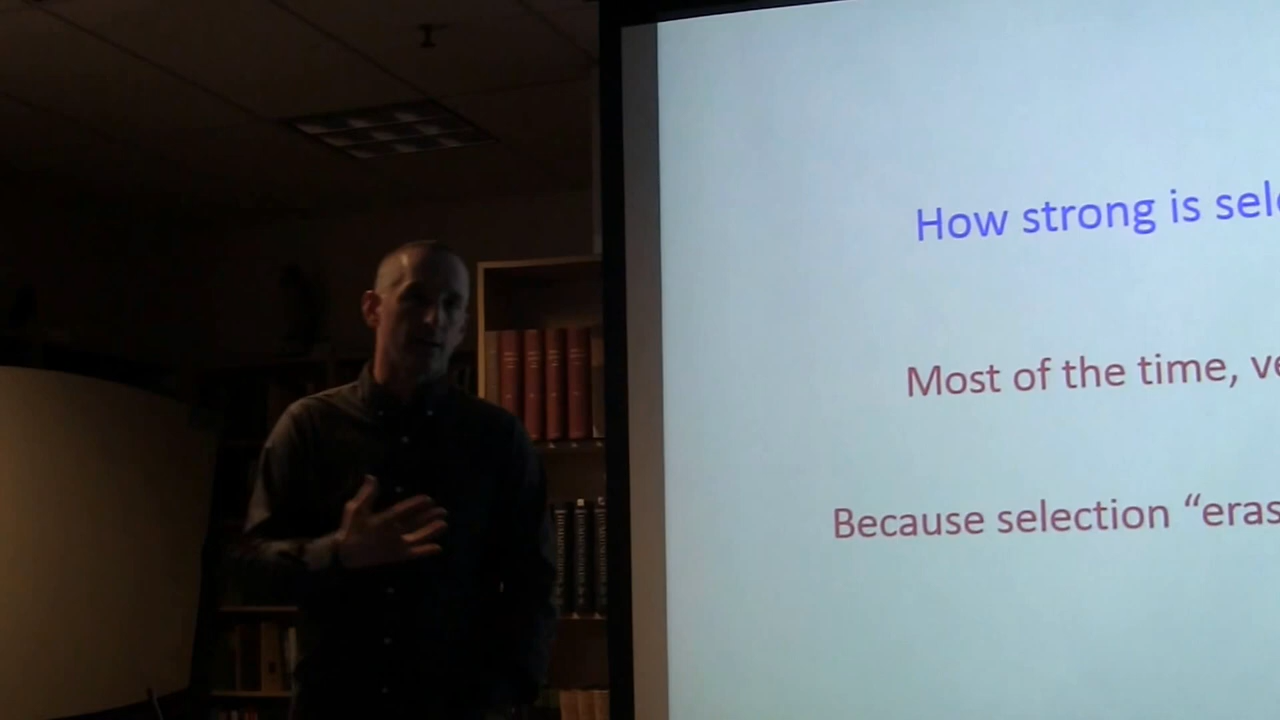 How strong is sele
Most of the time, ve
Because selection “eras